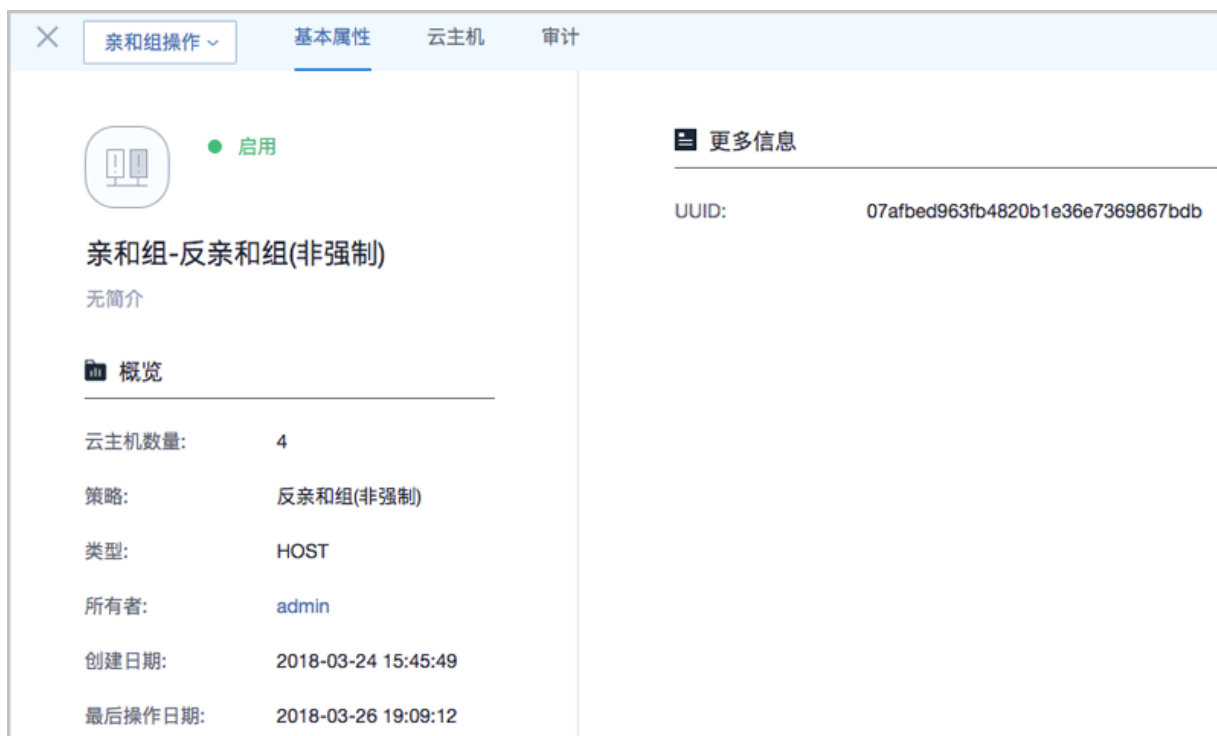 亲和组操作
基本属性
云主机
审计
启用
亲和组-反亲和组(非强制)
无简介
概览
云主机数量: 4
策略: 反亲和组(非强制)
类型: HOST
所有者: admin
创建日期: 2018-03-24 15:45:49
最后操作日期: 2018-03-26 19:09:12
更多信息
UUID: 07afbed963fb4820b1e36e7369867bdb